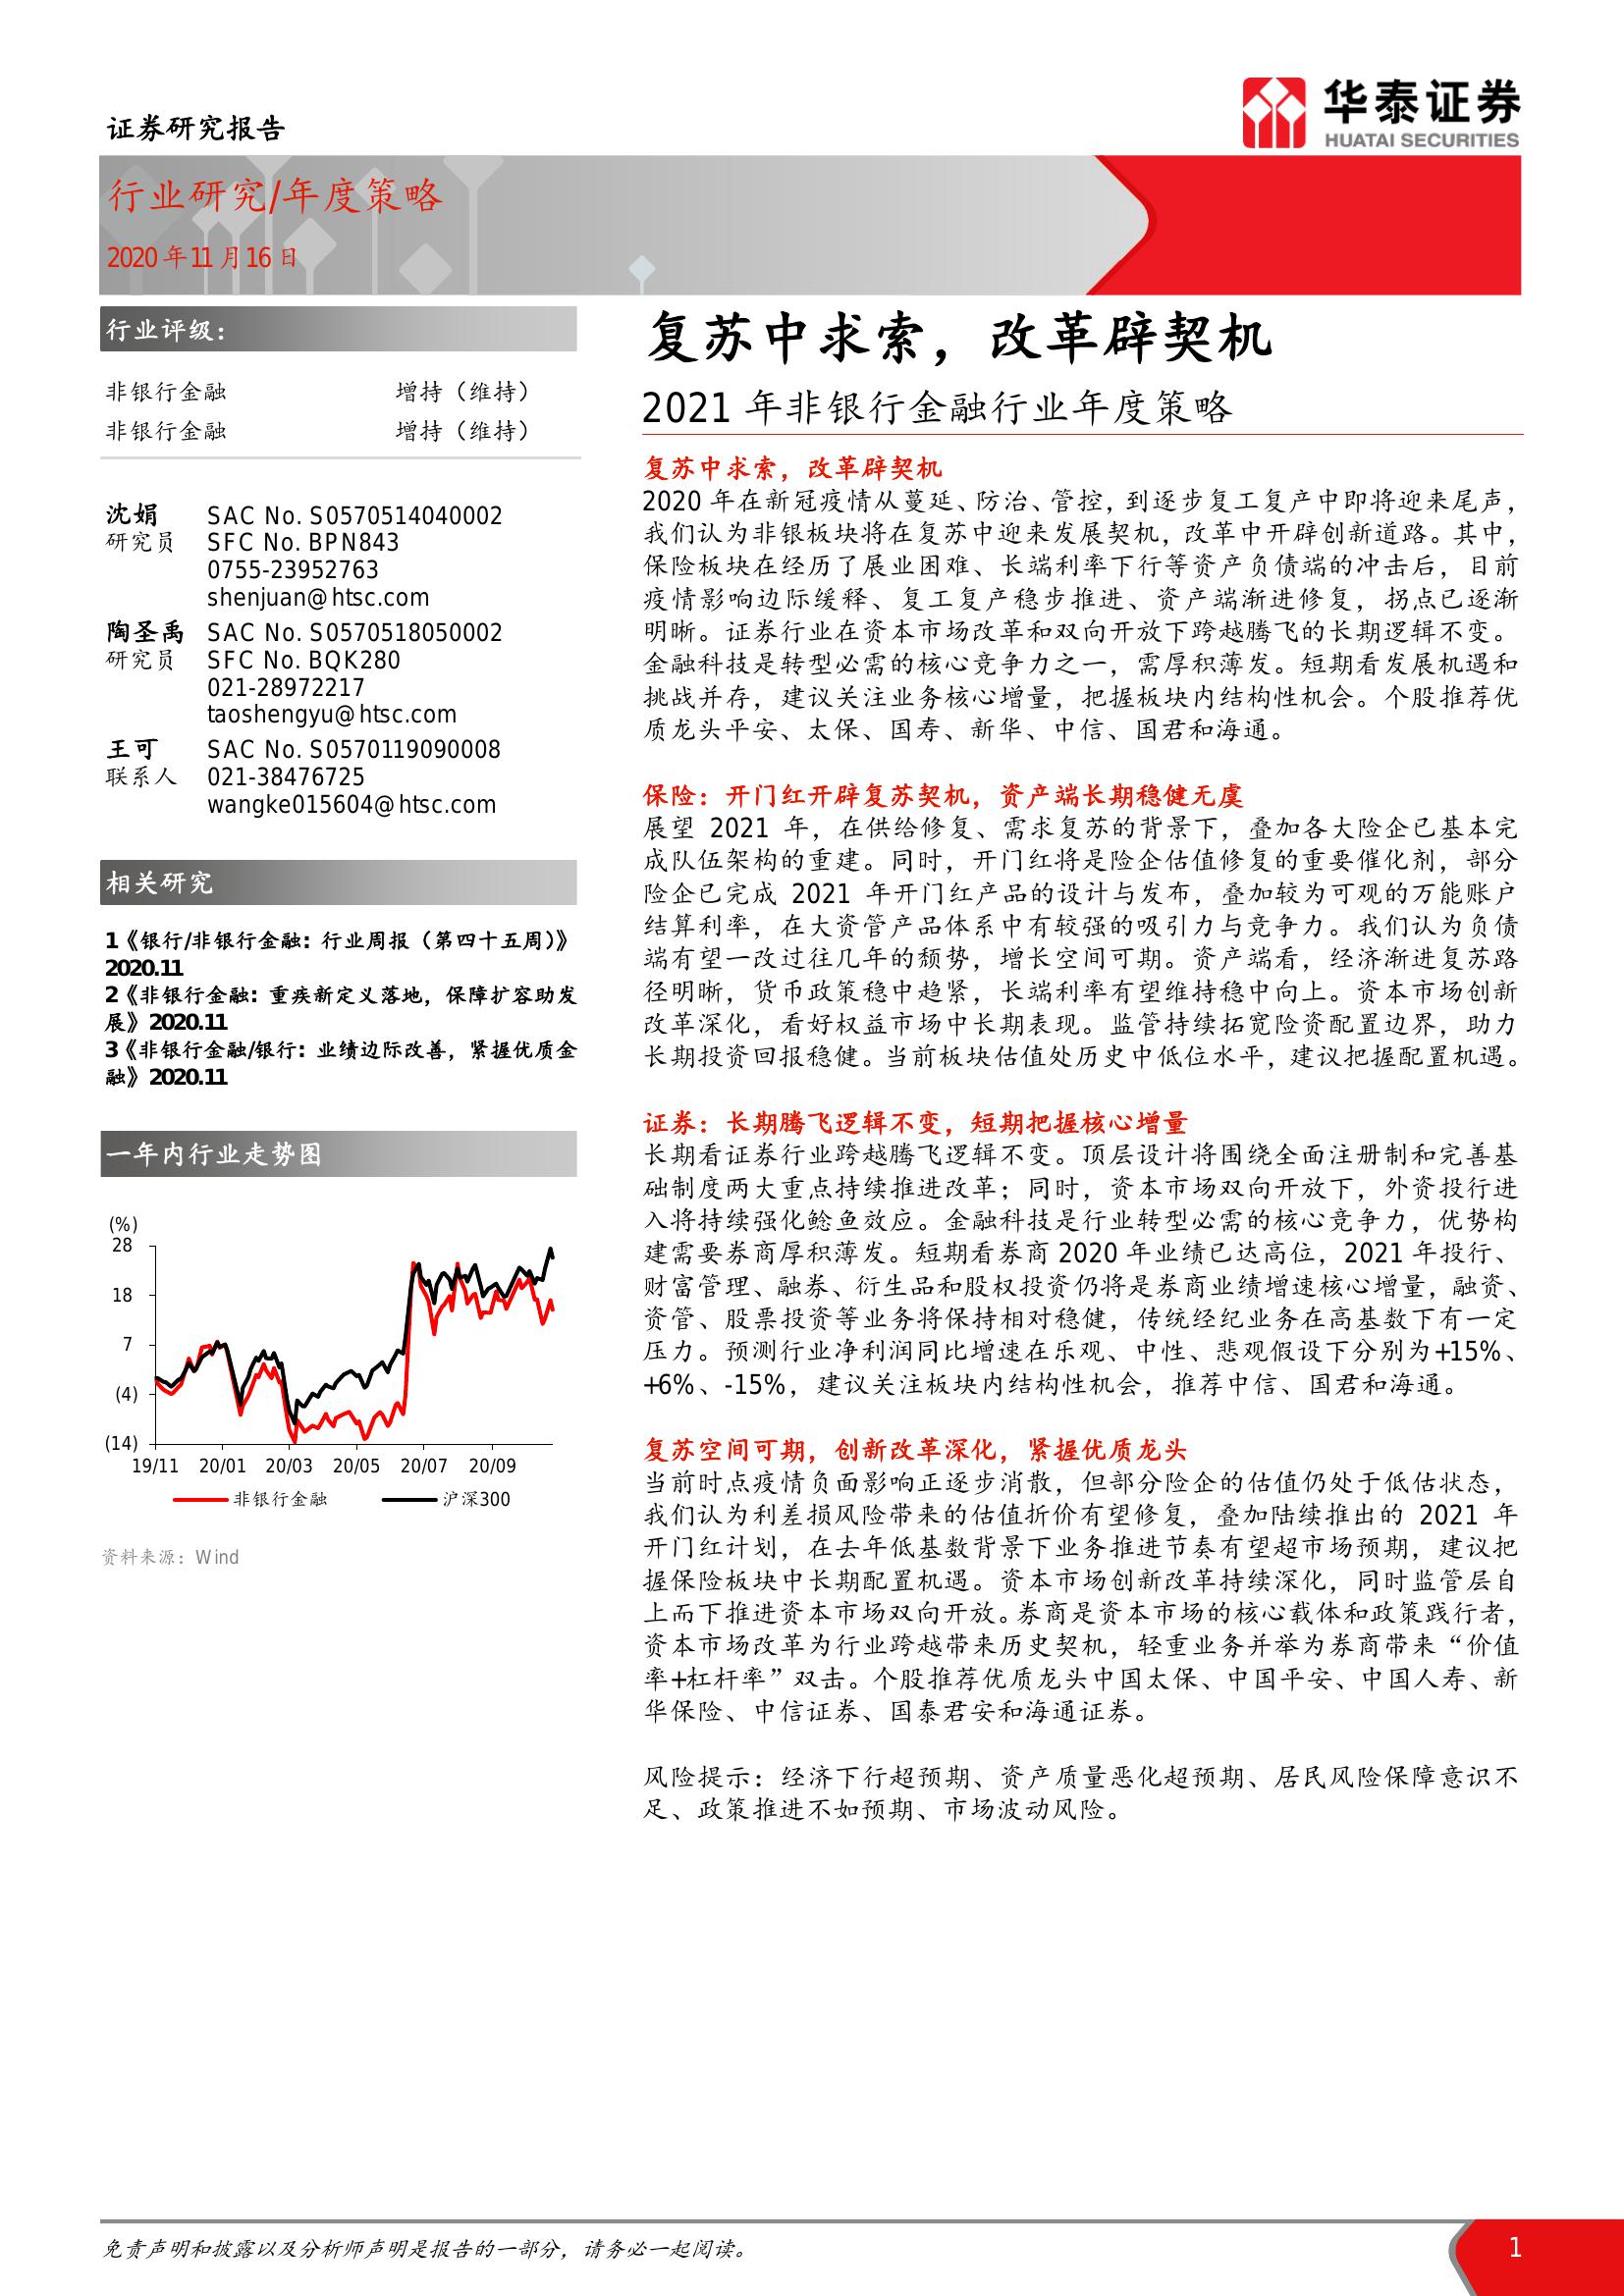 证券研究报告
华泰证券
HUATAI SECURITIES
行业研究/年度策略
2020年11月16日
行业评级：
非银行金融 增持（维持）
非银行金融 增持（维持）
沈娟 SAC No. S0570514040002
研究员 SFC No. BPN843
0755-23952763
shenjuan@htsc.com
陶圣禹 SAC No. S0570518050002
研究员 SFC No. BQK280
021-28972217
taoshengyu@htsc.com
王可 SAC No. S0570119090008
联系人 021-38476725
wangke015604@htsc.com
相关研究
1《银行/非银行金融：行业周报（第四十五周）》
2020.11
2《非银行金融：重疾新定义落地，保障扩容助发
展》2020.11
3《非银行金融/银行：业绩边际改善，紧握优质金
融》2020.11
一年内行业走势图
(%)
28
18
7
(4)
(14)
19/11 20/01 20/03 20/05 20/07 20/09
非银行金融 沪深300
资料来源：Wind
复苏中求索，改革辟契机
2021 年非银行金融行业年度策略
复苏中求索，改革辟契机
2020 年在新冠疫情从蔓延、防治、管控，到逐步复工复产中即将迎来尾声，
我们认为非银板块将在复苏中迎来发展契机，改革中开辟创新道路。其中，
保险板块在经历了展业困难、长端利率下行等资产负债端的冲击后，目前
疫情影响边际缓释、复工复产稳步推进、资产端渐进修复，拐点已逐渐
明晰。证券行业在资本市场改革和双向开放下跨越腾飞的长期逻辑不变。
金融科技是转型必需的核心竞争力之一，需厚积薄发。短期看发展机遇和
挑战并存，建议关注业务核心增量，把握板块内结构性机会。个股推荐优
质龙头平安、太保、国寿、新华、中信、国君和海通。
保险：开门红开辟复苏契机，资产端长期稳健无虞
展望 2021 年，在供给修复、需求复苏的背景下，叠加各大险企已基本完
成队伍架构的重建。同时，开门红将是险企估值修复的重要催化剂，部分
险企已完成 2021 年开门红产品的设计与发布，叠加较为可观的万能账户
结算利率，在大资管产品体系中有较强的吸引力与竞争力。我们认为负债
端有望一改过往几年的颓势，增长空间可期。资产端看，经济渐进复苏路
径明晰，货币政策稳中趋紧，长端利率有望维持稳中向上。资本市场创新
改革深化，看好权益市场中长期表现。监管持续拓宽险资配置边界，助力
长期投资回报稳健。当前板块估值处历史中低位水平，建议把握配置机遇。
证券：长期腾飞逻辑不变，短期把握核心增量
长期看证券行业跨越腾飞逻辑不变。顶层设计将围绕全面注册制和完善基
础制度两大重点持续推进改革；同时，资本市场双向开放下，外资投行进
入将持续强化鲶鱼效应。金融科技是行业转型必需的核心竞争力，优势构
建需要券商厚积薄发。短期看券商 2020 年业绩已达高位，2021 年投行、
财富管理、融券、衍生品和股权投资仍将是券商业绩增速核心增量，融资、
资管、股票投资等业务将保持相对稳健，传统经纪业务在高基数下有一定
压力。预测行业净利润同比增速在乐观、中性、悲观假设下分别为+15%、
+6%、-15%，建议关注板块内结构性机会，推荐中信、国君和海通。
复苏空间可期，创新改革深化，紧握优质龙头
当前时点疫情负面影响正逐步消散，但部分险企的估值仍处于低估状态，
我们认为利差损风险带来的估值折价有望修复，叠加陆续推出的 2021 年
开门红计划，在去年低基数背景下业务推进节奏有望超市场预期，建议把
握保险板块中长期配置机遇。资本市场创新改革持续深化，同时监管层自
上而下推进资本市场双向开放。券商是资本市场的核心载体和政策践行者，
资本市场改革为行业跨越带来历史契机，轻重业务并举为券商带来“价值
率+杠杆率”双击。个股推荐优质龙头中国太保、中国平安、中国人寿、新
华保险、中信证券、国泰君安和海通证券。
风险提示：经济下行超预期、资产质量恶化超预期、居民风险保障意识不
足、政策推进不如预期、市场波动风险。
免责声明和披露以及分析师声明是报告的一部分，请务必一起阅读。 1